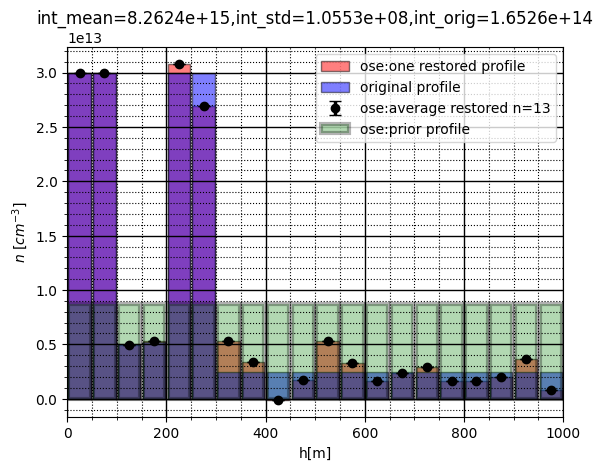 int_mean=8.2624e+15,int_std=1.0553e+08,int_orig=1.6526e+14
1e13
ose:one restored profile
original profile
ose:average restored n=13
ose:prior profile
3.0
2.5
2.0
1.5
1.0
0.5
0.0
n [cm⁻³]
0 200 400 600 800 1000
h[m]